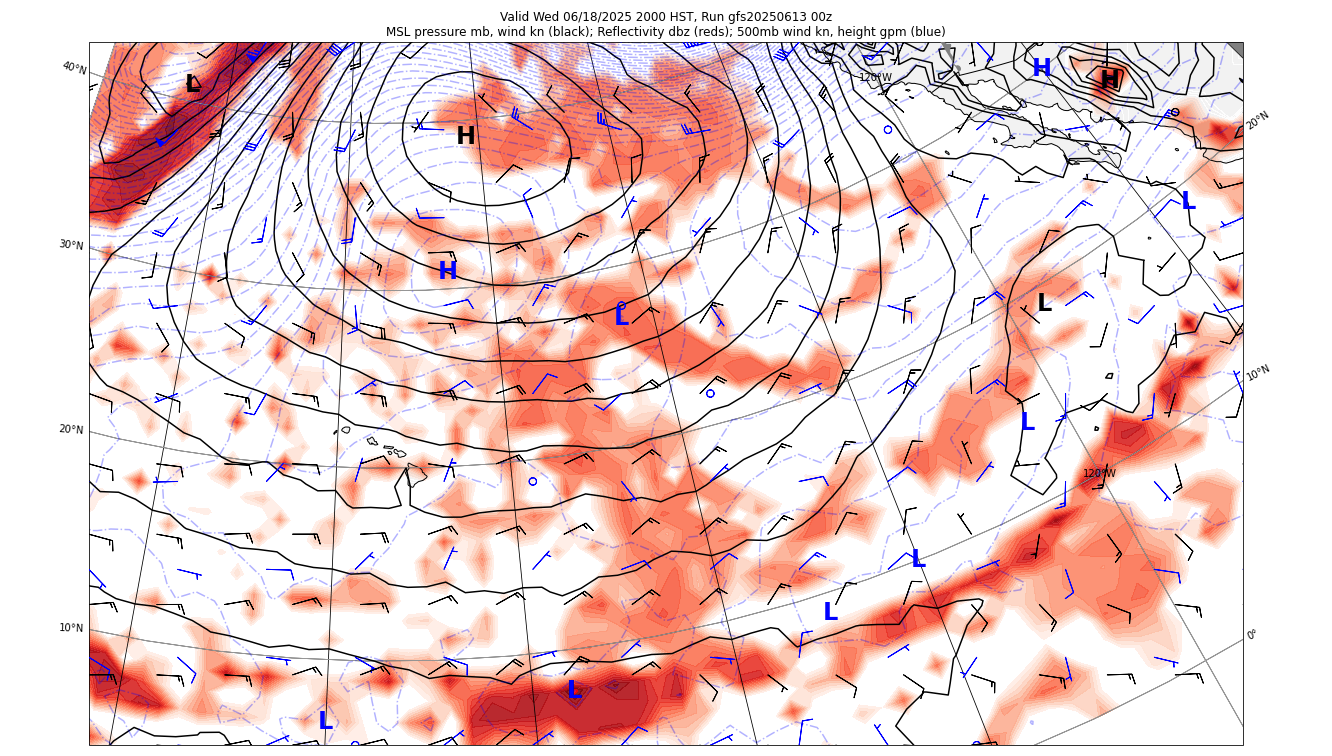 Valid Wed 06/18/2025 2000 HST, Run gfs20250613 00z
MSL pressure mb, wind kn (black); Reflectivity dbz (reds); 500mb wind kn, height gpm (blue)
40°N
L
H
H
120°W
H
20°N
L
30°N
H
L
L
10°N
20°N
L
120°W
L
10°N
L
0°
L
L